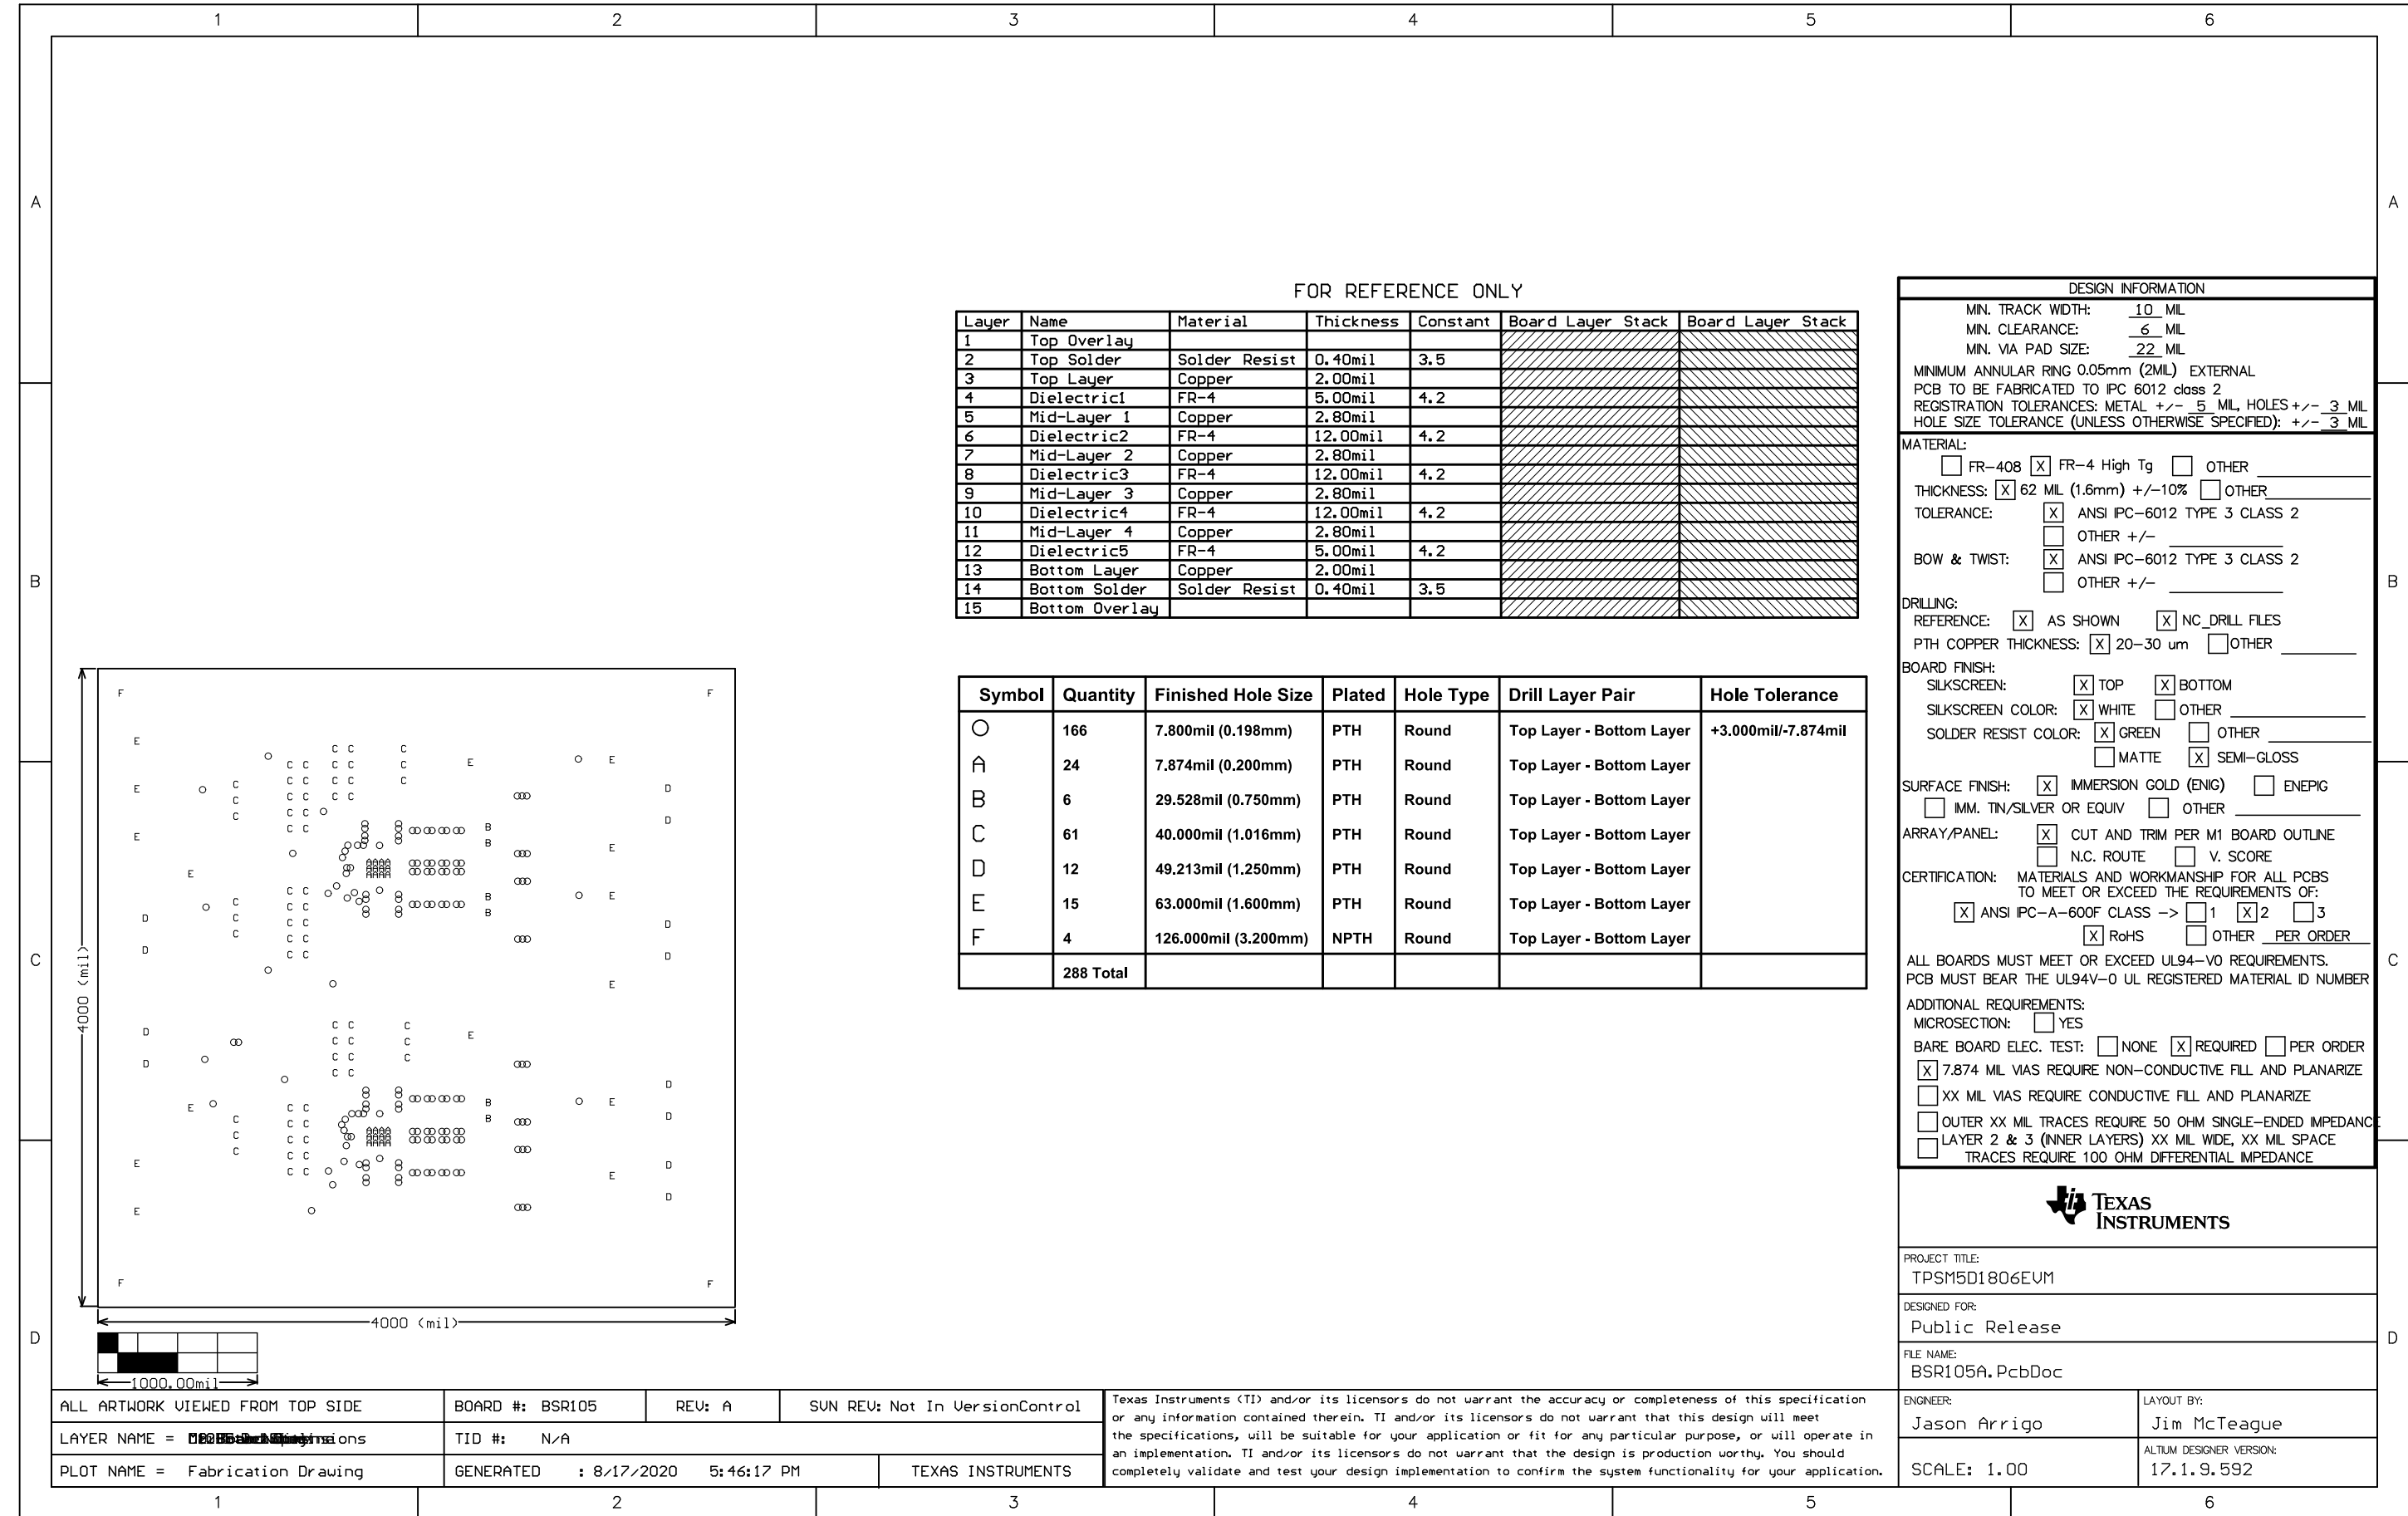 1 2 3 4 5 6
A A
B B
C C
D D
FOR REFERENCE ONLY
Layer Name Material Thickness Constant Board Layer Stack Board Layer Stack
1 Top Overlay
2 Top Solder Solder Resist 0.40mil 3.5
3 Top Layer Copper 2.00mil
4 Dielectric1 FR-4 5.00mil 4.2
5 Mid-Layer 1 Copper 2.80mil
6 Dielectric2 FR-4 12.00mil 4.2
7 Mid-Layer 2 Copper 2.80mil
8 Dielectric3 FR-4 12.00mil 4.2
9 Mid-Layer 3 Copper 2.80mil
10 Dielectric4 FR-4 12.00mil 4.2
11 Mid-Layer 4 Copper 2.80mil
12 Dielectric5 FR-4 5.00mil 4.2
13 Bottom Layer Copper 2.00mil
14 Bottom Solder Solder Resist 0.40mil 3.5
15 Bottom Overlay
Symbol Quantity Finished Hole Size Plated Hole Type Drill Layer Pair Hole Tolerance
166 7.800mil (0.198mm) PTH Round Top Layer - Bottom Layer +3.000mil/-7.874mil
A 24 7.874mil (0.200mm) PTH Round Top Layer - Bottom Layer
B 6 29.528mil (0.750mm) PTH Round Top Layer - Bottom Layer
C 61 40.000mil (1.016mm) PTH Round Top Layer - Bottom Layer
D 12 49.213mil (1.250mm) PTH Round Top Layer - Bottom Layer
E 15 63.000mil (1.600mm) PTH Round Top Layer - Bottom Layer
F 4 126.000mil (3.200mm) NPTH Round Top Layer - Bottom Layer
288 Total
4000 (mil)
4000 (mil)
1000.00mil
DESIGN INFORMATION
MIN. TRACK WIDTH: 10 MIL
MIN. CLEARANCE: 6 MIL
MIN. VIA PAD SIZE: 22 MIL
MINIMUM ANNULAR RING 0.05mm (2MIL) EXTERNAL
PCB TO BE FABRICATED TO IPC 6012 class 2
REGISTRATION TOLERANCES: METAL +/- 5 MIL, HOLES +/- 3 MIL
HOLE SIZE TOLERANCE (UNLESS OTHERWISE SPECIFIED): +/- 3 MIL
MATERIAL:
FR-408 X FR-4 High Tg OTHER
THICKNESS: X 62 MIL (1.6mm) +/-10% OTHER
TOLERANCE: X ANSI IPC-6012 TYPE 3 CLASS 2
OTHER +/-
BOW & TWIST: X ANSI IPC-6012 TYPE 3 CLASS 2
OTHER +/-
DRILLING:
REFERENCE: X AS SHOWN X NC_DRILL FILES
PTH COPPER THICKNESS: X 20-30 um OTHER
BOARD FINISH:
SILKSCREEN: X TOP X BOTTOM
SILKSCREEN COLOR: X WHITE OTHER
SOLDER RESIST COLOR: X GREEN OTHER
MATTE X SEMI-GLOSS
SURFACE FINISH: X IMMERSION GOLD (ENIG) ENEPIG
IMM. TIN/SILVER OR EQUIV OTHER
ARRAY/PANEL: X CUT AND TRIM PER M1 BOARD OUTLINE
N.C. ROUTE V. SCORE
CERTIFICATION: MATERIALS AND WORKMANSHIP FOR ALL PCBS
TO MEET OR EXCEED THE REQUIREMENTS OF:
X ANSI IPC-A-600F CLASS -> 1 X 2 3
X RoHS OTHER PER ORDER
ALL BOARDS MUST MEET OR EXCEED UL94-V0 REQUIREMENTS.
PCB MUST BEAR THE UL94V-0 UL REGISTERED MATERIAL ID NUMBER
ADDITIONAL REQUIREMENTS:
MICROSECTION: YES
BARE BOARD ELEC. TEST: NONE X REQUIRED PER ORDER
X 7.874 MIL VIAS REQUIRE NON-CONDUCTIVE FILL AND PLANARIZE
XX MIL VIAS REQUIRE CONDUCTIVE FILL AND PLANARIZE
OUTER XX MIL TRACES REQUIRE 50 OHM SINGLE-ENDED IMPEDANCE
LAYER 2 & 3 (INNER LAYERS) XX MIL WIDE, XX MIL SPACE
TRACES REQUIRE 100 OHM DIFFERENTIAL IMPEDANCE
TEXAS
INSTRUMENTS
PROJECT TITLE:
TPSM5D1806EVM
DESIGNED FOR:
Public Release
FILE NAME:
BSR105A.PcbDoc
ENGINEER: LAYOUT BY:
Jason Arrigo Jim McTeague
ALTIUM DESIGNER VERSION:
SCALE: 1.00 17.1.9.592
ALL ARTWORK VIEWED FROM TOP SIDE BOARD #: BSR105 REV: A SVN REV: Not In VersionControl
LAYER NAME = TID #: N/A
PLOT NAME = Fabrication Drawing GENERATED : 8/17/2020 5:46:17 PM TEXAS INSTRUMENTS
Texas Instruments (TI) and/or its licensors do not warrant the accuracy or completeness of this specification
or any information contained therein. TI and/or its licensors do not warrant that this design will meet
the specifications, will be suitable for your application or fit for any particular purpose, or will operate in
an implementation. TI and/or its licensors do not warrant that the design is production worthy. You should
completely validate and test your design implementation to confirm the system functionality for your application.
1 2 3 4 5 6